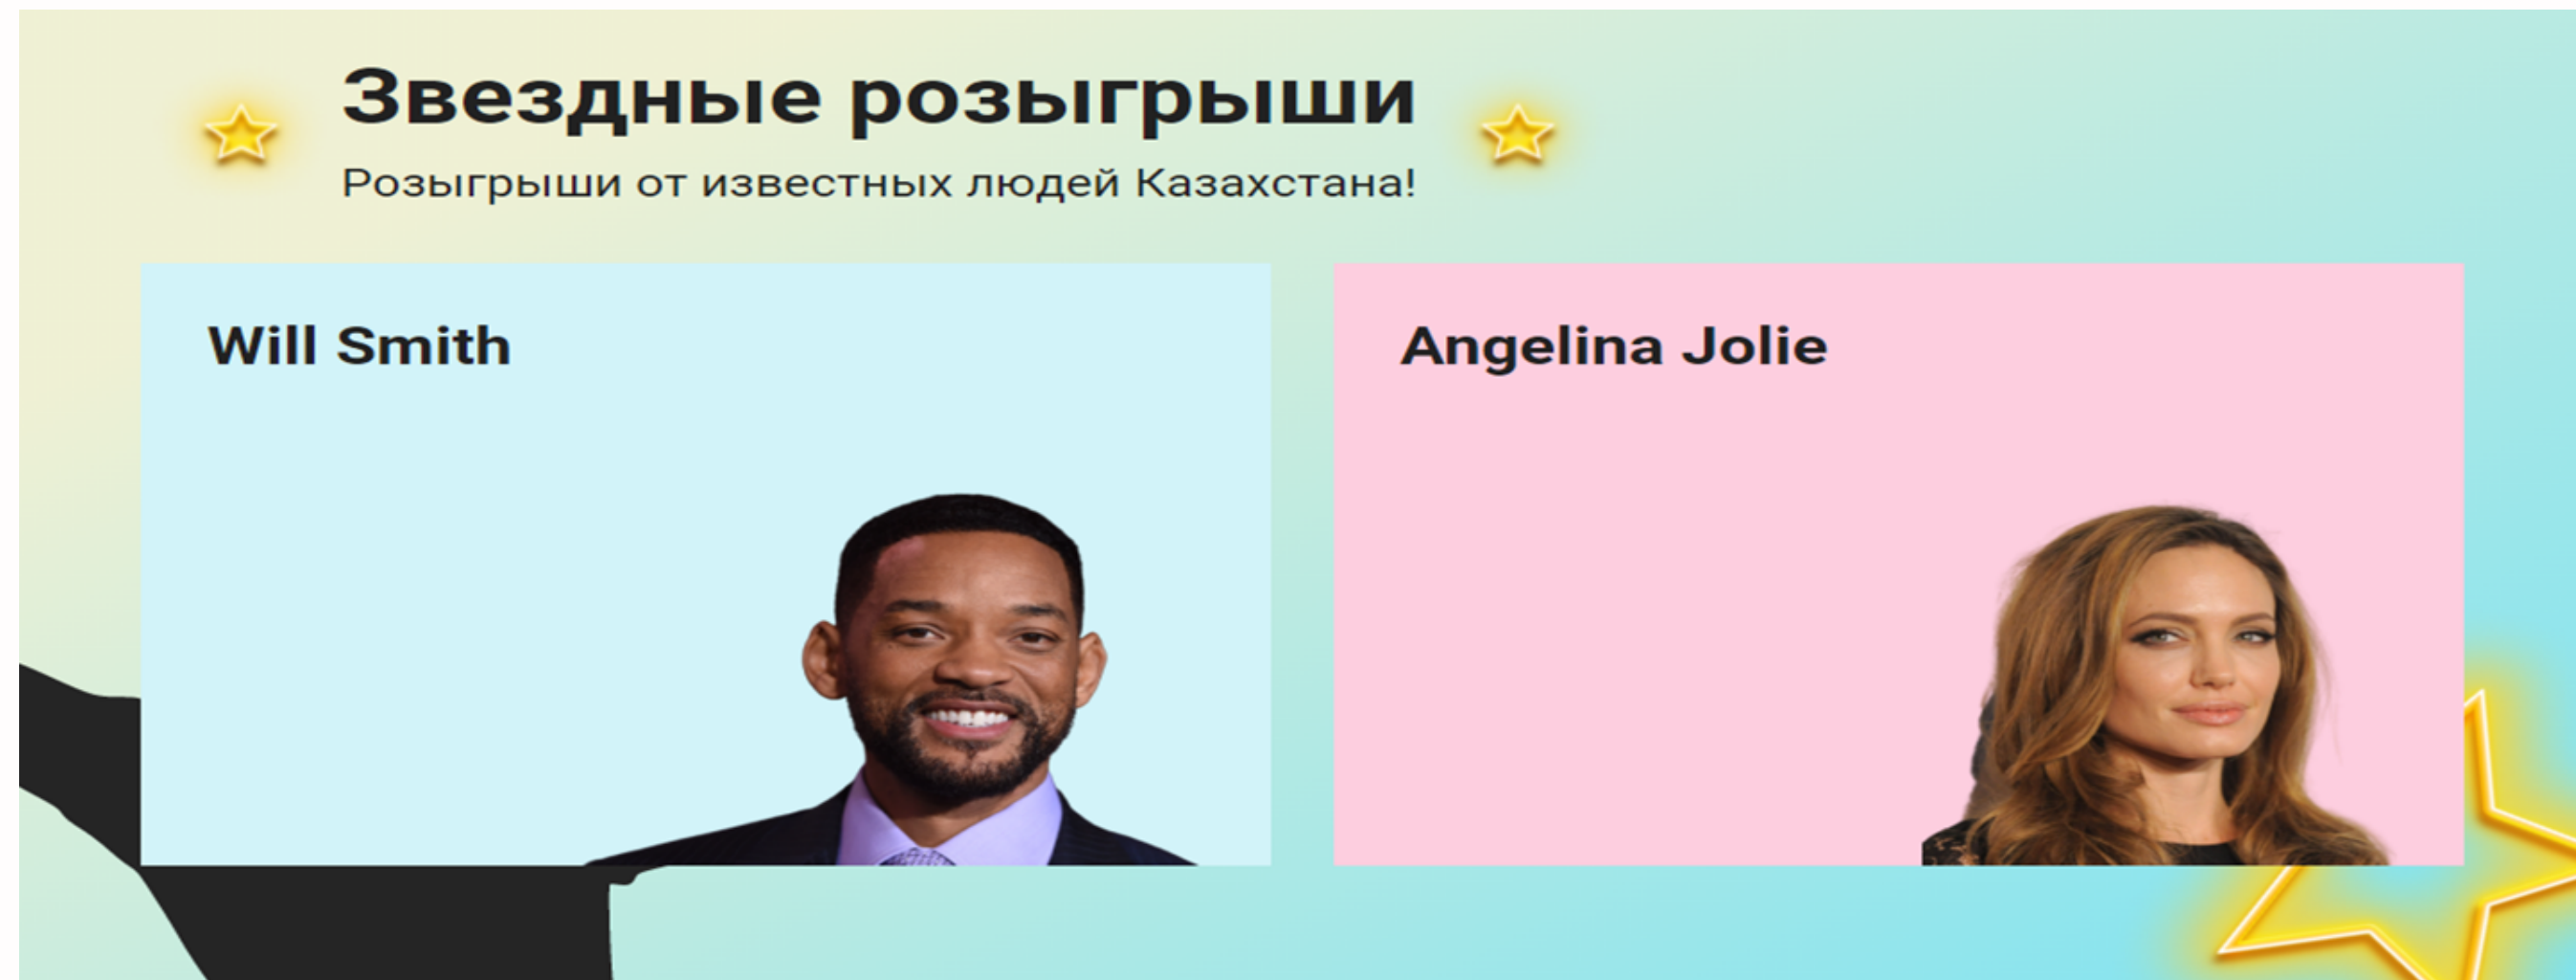 Звездные розыгрыши
Розыгрыши от известных людей Казахстана!
Will Smith
Angelina Jolie